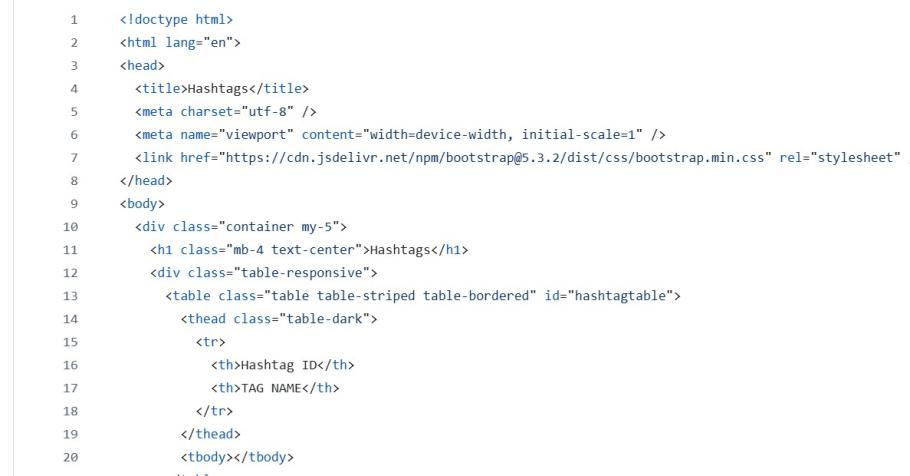 1 <!doctype html>
2 <html lang="en">
3 <head>
4 <title>Hashtags</title>
5 <meta charset="utf-8" />
6 <meta name="viewport" content="width=device-width, initial-scale=1" />
7 <link href="https://cdn.jsdelivr.net/npm/bootstrap@5.3.2/dist/css/bootstrap.min.css" rel="stylesheet"
8 </head>
9 <body>
10 <div class="container my-5">
11 <h1 class="mb-4 text-center">Hashtags</h1>
12 <div class="table-responsive">
13 <table class="table table-striped table-bordered" id="hashtagtable">
14 <thead class="table-dark">
15 <tr>
16 <th>Hashtag ID</th>
17 <th>TAG NAME</th>
18 </tr>
19 </thead>
20 <tbody></tbody>